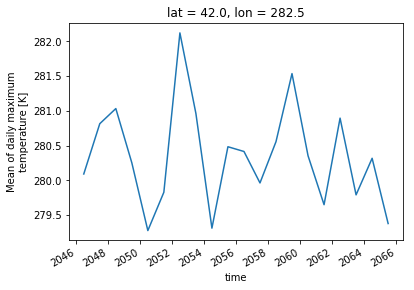 lat = 42.0, lon = 282.5
Mean of daily maximum
temperature [K]
282.0
281.5
281.0
280.5
280.0
279.5
2046 2048 2050 2052 2054 2056 2058 2060 2062 2064 2066
time